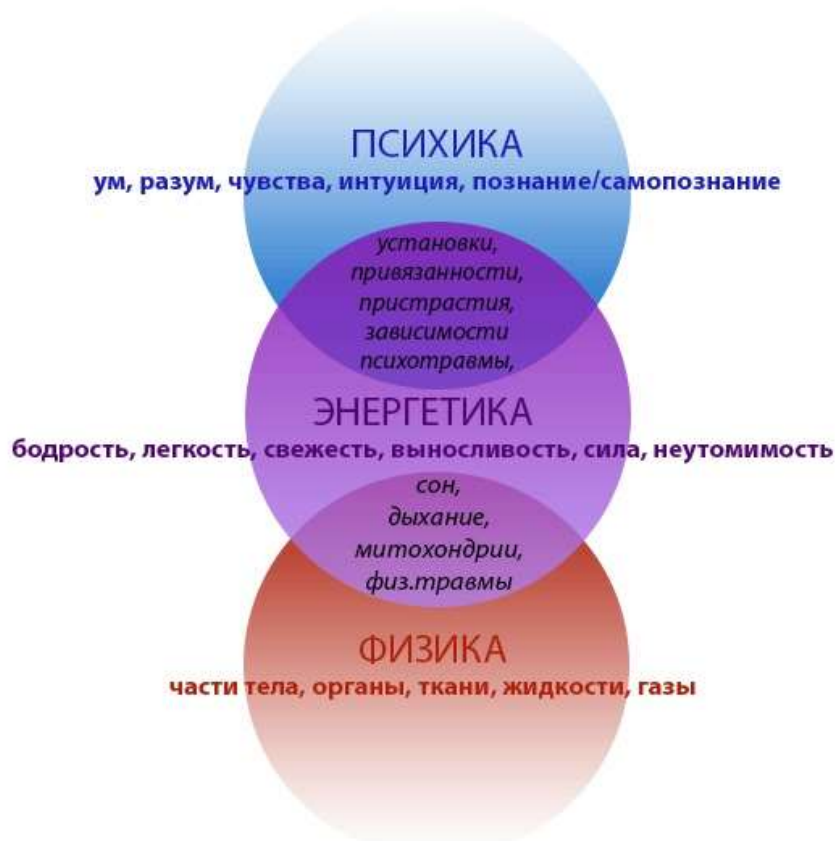 ПСИХИКА
ум, разум, чувства, интуиция, познание/самопознание
установки,
привязанности,
пристрастия,
зависимости
психотравмы,
ЭНЕРГЕТИКА
бодрость, легкость, свежесть, выносливость, сила, неутомимость
сон,
дыхание,
митохондрии,
физ.травмы
ФИЗИКА
части тела, органы, ткани, жидкости, газы